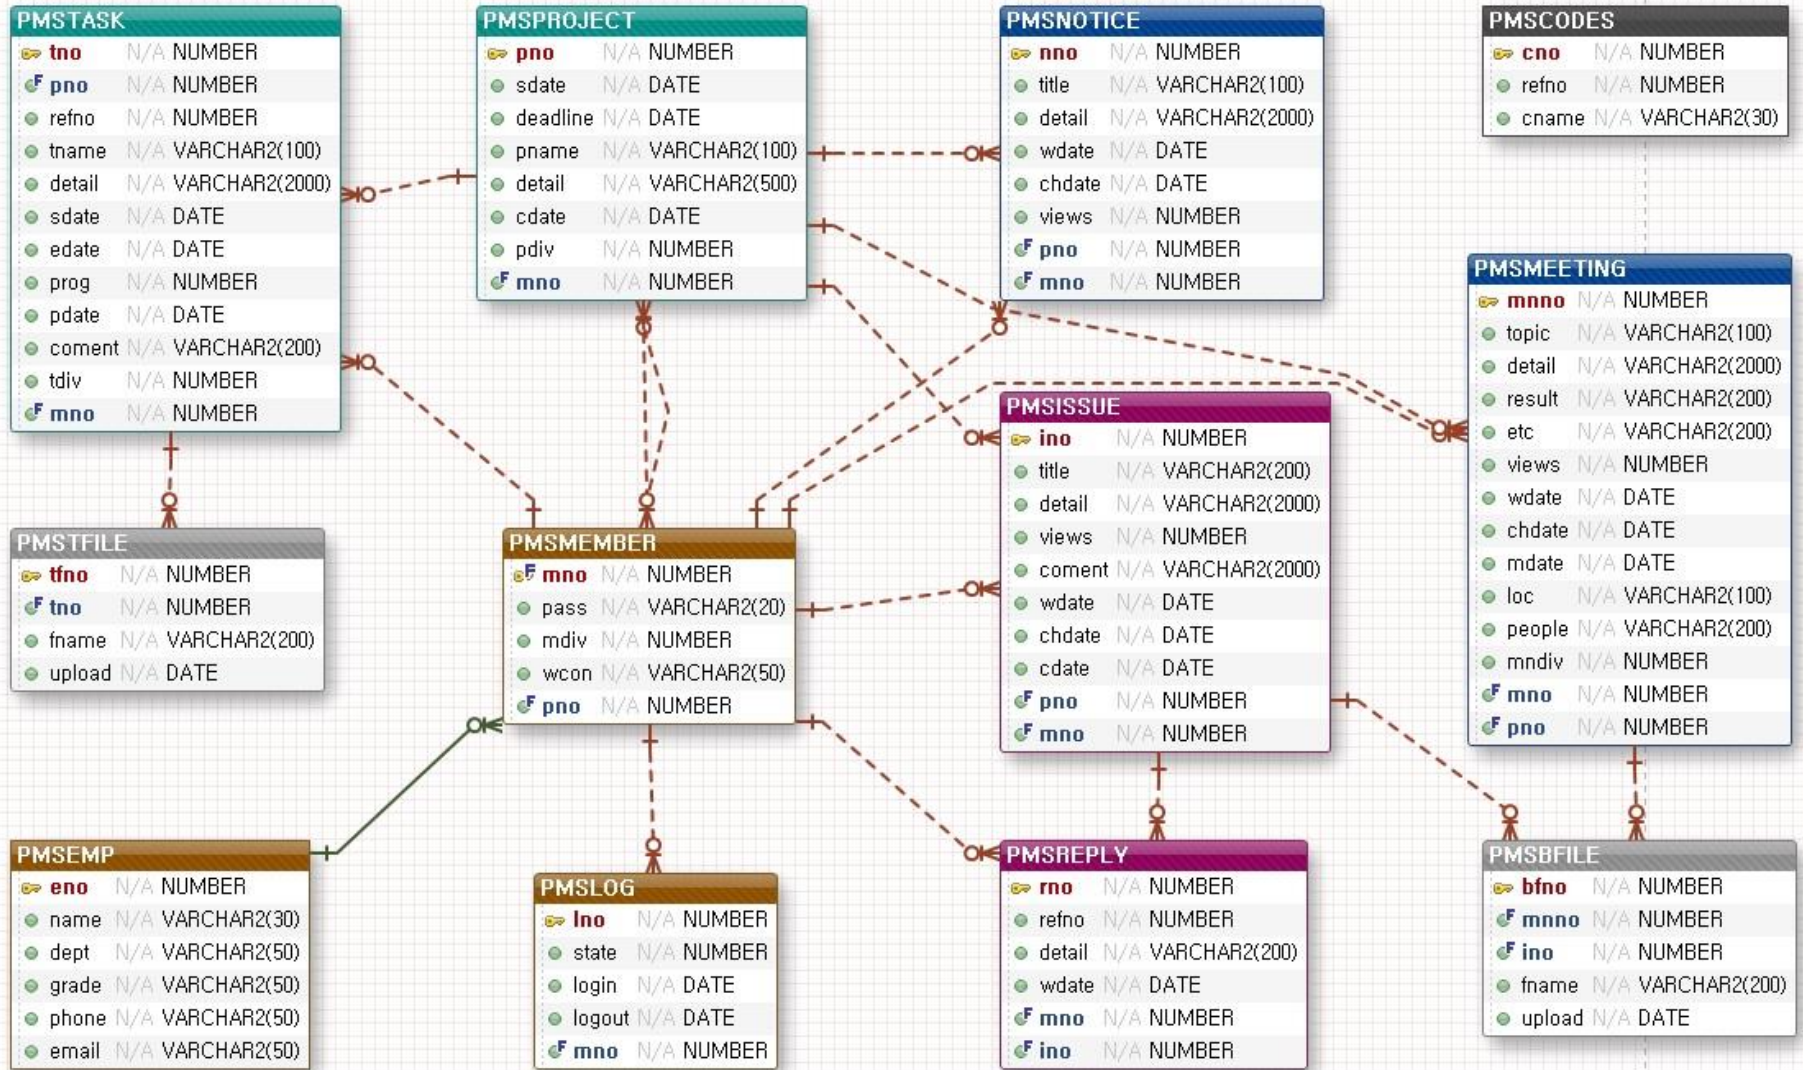 PMSTASK
tno N/A NUMBER
pno N/A NUMBER
refno N/A NUMBER
tname N/A VARCHAR2(100)
detail N/A VARCHAR2(2000)
sdate N/A DATE
edate N/A DATE
prog N/A NUMBER
pdate N/A DATE
coment N/A VARCHAR2(200)
tdiv N/A NUMBER
mno N/A NUMBER
PMSPROJECT
pno N/A NUMBER
sdate N/A DATE
deadline N/A DATE
pname N/A VARCHAR2(100)
detail N/A VARCHAR2(500)
cdate N/A DATE
pdiv N/A NUMBER
mno N/A NUMBER
PMSNOTICE
nno N/A NUMBER
title N/A VARCHAR2(100)
detail N/A VARCHAR2(2000)
wdate N/A DATE
chdate N/A DATE
views N/A NUMBER
pno N/A NUMBER
mno N/A NUMBER
PMSCODES
cno N/A NUMBER
refno N/A NUMBER
cname N/A VARCHAR2(30)
PMSMEETING
mnno N/A NUMBER
topic N/A VARCHAR2(100)
detail N/A VARCHAR2(2000)
result N/A VARCHAR2(200)
etc N/A VARCHAR2(200)
views N/A NUMBER
wdate N/A DATE
chdate N/A DATE
mdate N/A DATE
loc N/A VARCHAR2(100)
people N/A VARCHAR2(200)
mndiv N/A NUMBER
mno N/A NUMBER
pno N/A NUMBER
PMSISSUE
ino N/A NUMBER
title N/A VARCHAR2(200)
detail N/A VARCHAR2(2000)
views N/A NUMBER
coment N/A VARCHAR2(2000)
wdate N/A DATE
chdate N/A DATE
cdate N/A DATE
pno N/A NUMBER
mno N/A NUMBER
PMSTFILE
tfno N/A NUMBER
tno N/A NUMBER
fname N/A VARCHAR2(200)
upload N/A DATE
PMSMEMBER
mno N/A NUMBER
pass N/A VARCHAR2(20)
mdiv N/A NUMBER
wcon N/A VARCHAR2(50)
pno N/A NUMBER
PMSEMP
eno N/A NUMBER
name N/A VARCHAR2(30)
dept N/A VARCHAR2(50)
grade N/A VARCHAR2(50)
phone N/A VARCHAR2(50)
email N/A VARCHAR2(50)
PMSLOG
lno N/A NUMBER
state N/A NUMBER
login N/A DATE
logout N/A DATE
mno N/A NUMBER
PMSREPLY
rno N/A NUMBER
refno N/A NUMBER
detail N/A VARCHAR2(200)
wdate N/A DATE
mno N/A NUMBER
ino N/A NUMBER
PMSBFILE
bfno N/A NUMBER
mnno N/A NUMBER
ino N/A NUMBER
fname N/A VARCHAR2(200)
upload N/A DATE